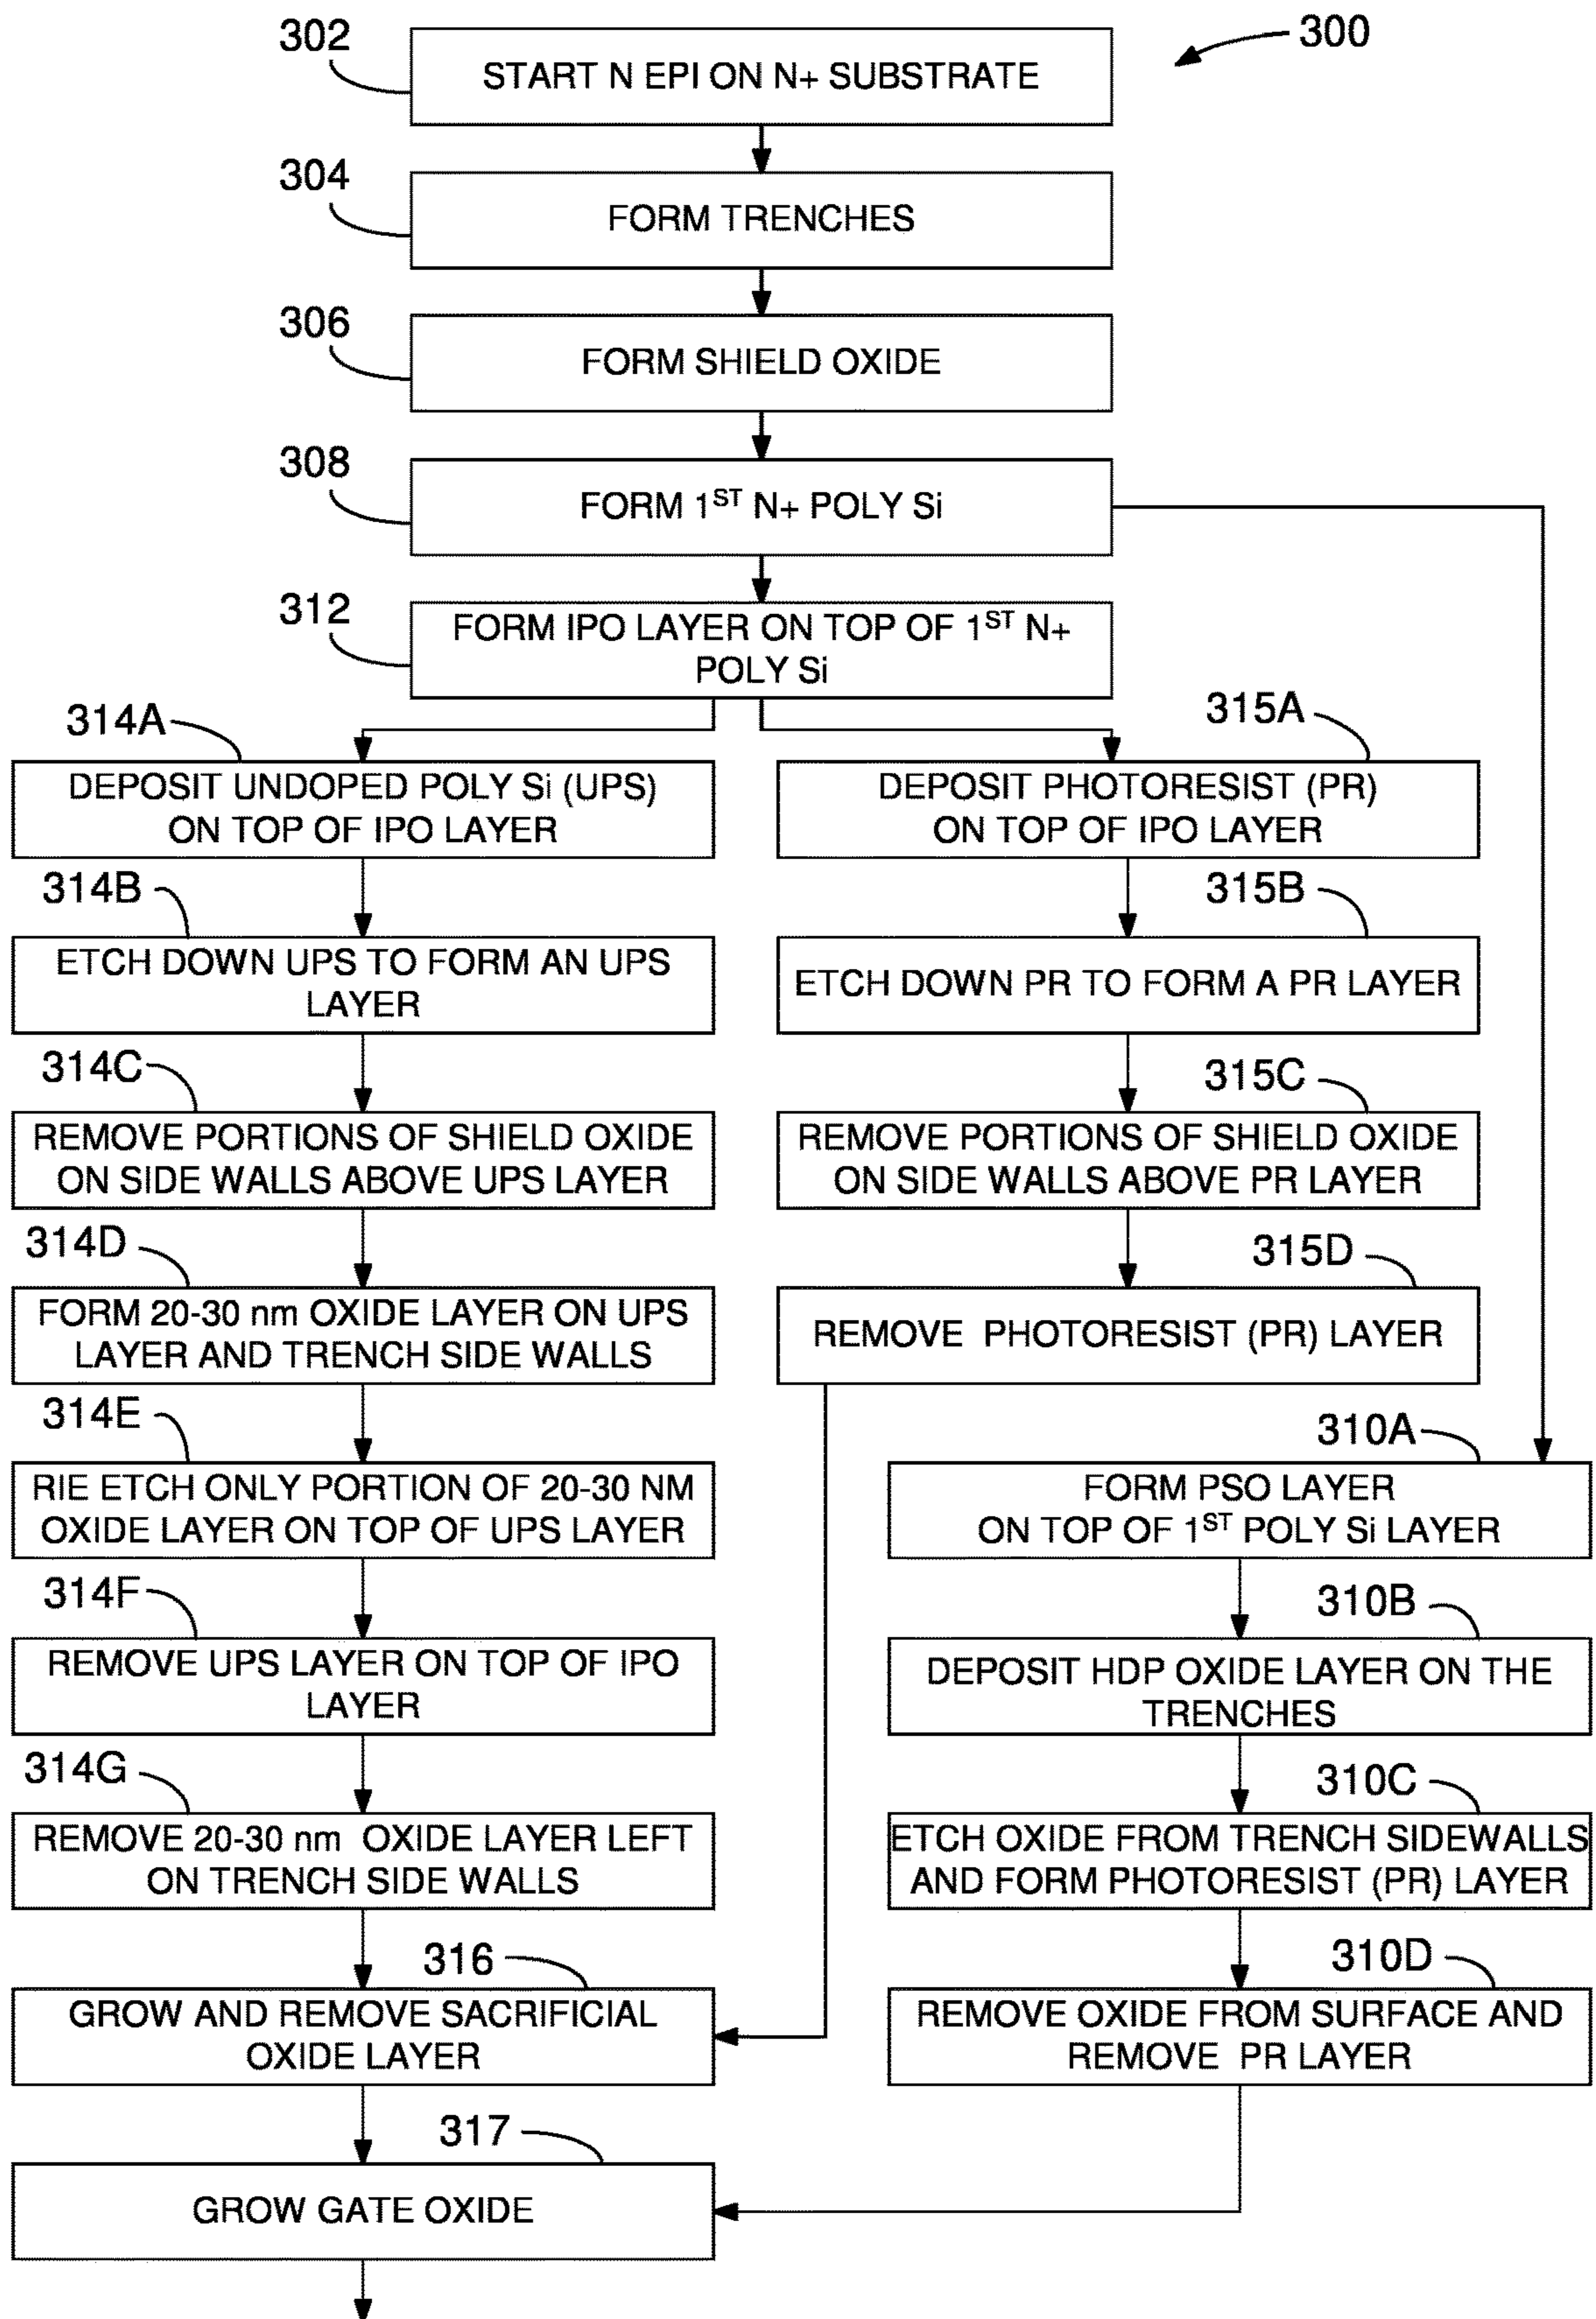 300
302
START N EPI ON N+ SUBSTRATE
304
FORM TRENCHES
306
FORM SHIELD OXIDE
308
FORM 1ST N+ POLY Si
312
FORM IPO LAYER ON TOP OF 1ST N+
POLY Si
314A
DEPOSIT UNDOPED POLY Si (UPS)
ON TOP OF IPO LAYER
314B
ETCH DOWN UPS TO FORM AN UPS
LAYER
314C
REMOVE PORTIONS OF SHIELD OXIDE
ON SIDE WALLS ABOVE UPS LAYER
314D
FORM 20-30 nm OXIDE LAYER ON UPS
LAYER AND TRENCH SIDE WALLS
314E
RIE ETCH ONLY PORTION OF 20-30 NM
OXIDE LAYER ON TOP OF UPS LAYER
314F
REMOVE UPS LAYER ON TOP OF IPO
LAYER
314G
REMOVE 20-30 nm OXIDE LAYER LEFT
ON TRENCH SIDE WALLS
315A
DEPOSIT PHOTORESIST (PR)
ON TOP OF IPO LAYER
315B
ETCH DOWN PR TO FORM A PR LAYER
315C
REMOVE PORTIONS OF SHIELD OXIDE
ON SIDE WALLS ABOVE PR LAYER
315D
REMOVE PHOTORESIST (PR) LAYER
310A
FORM PSO LAYER
ON TOP OF 1ST POLY Si LAYER
310B
DEPOSIT HDP OXIDE LAYER ON THE
TRENCHES
310C
ETCH OXIDE FROM TRENCH SIDEWALLS
AND FORM PHOTORESIST (PR) LAYER
310D
REMOVE OXIDE FROM SURFACE AND
REMOVE PR LAYER
316
GROW AND REMOVE SACRIFICIAL
OXIDE LAYER
317
GROW GATE OXIDE